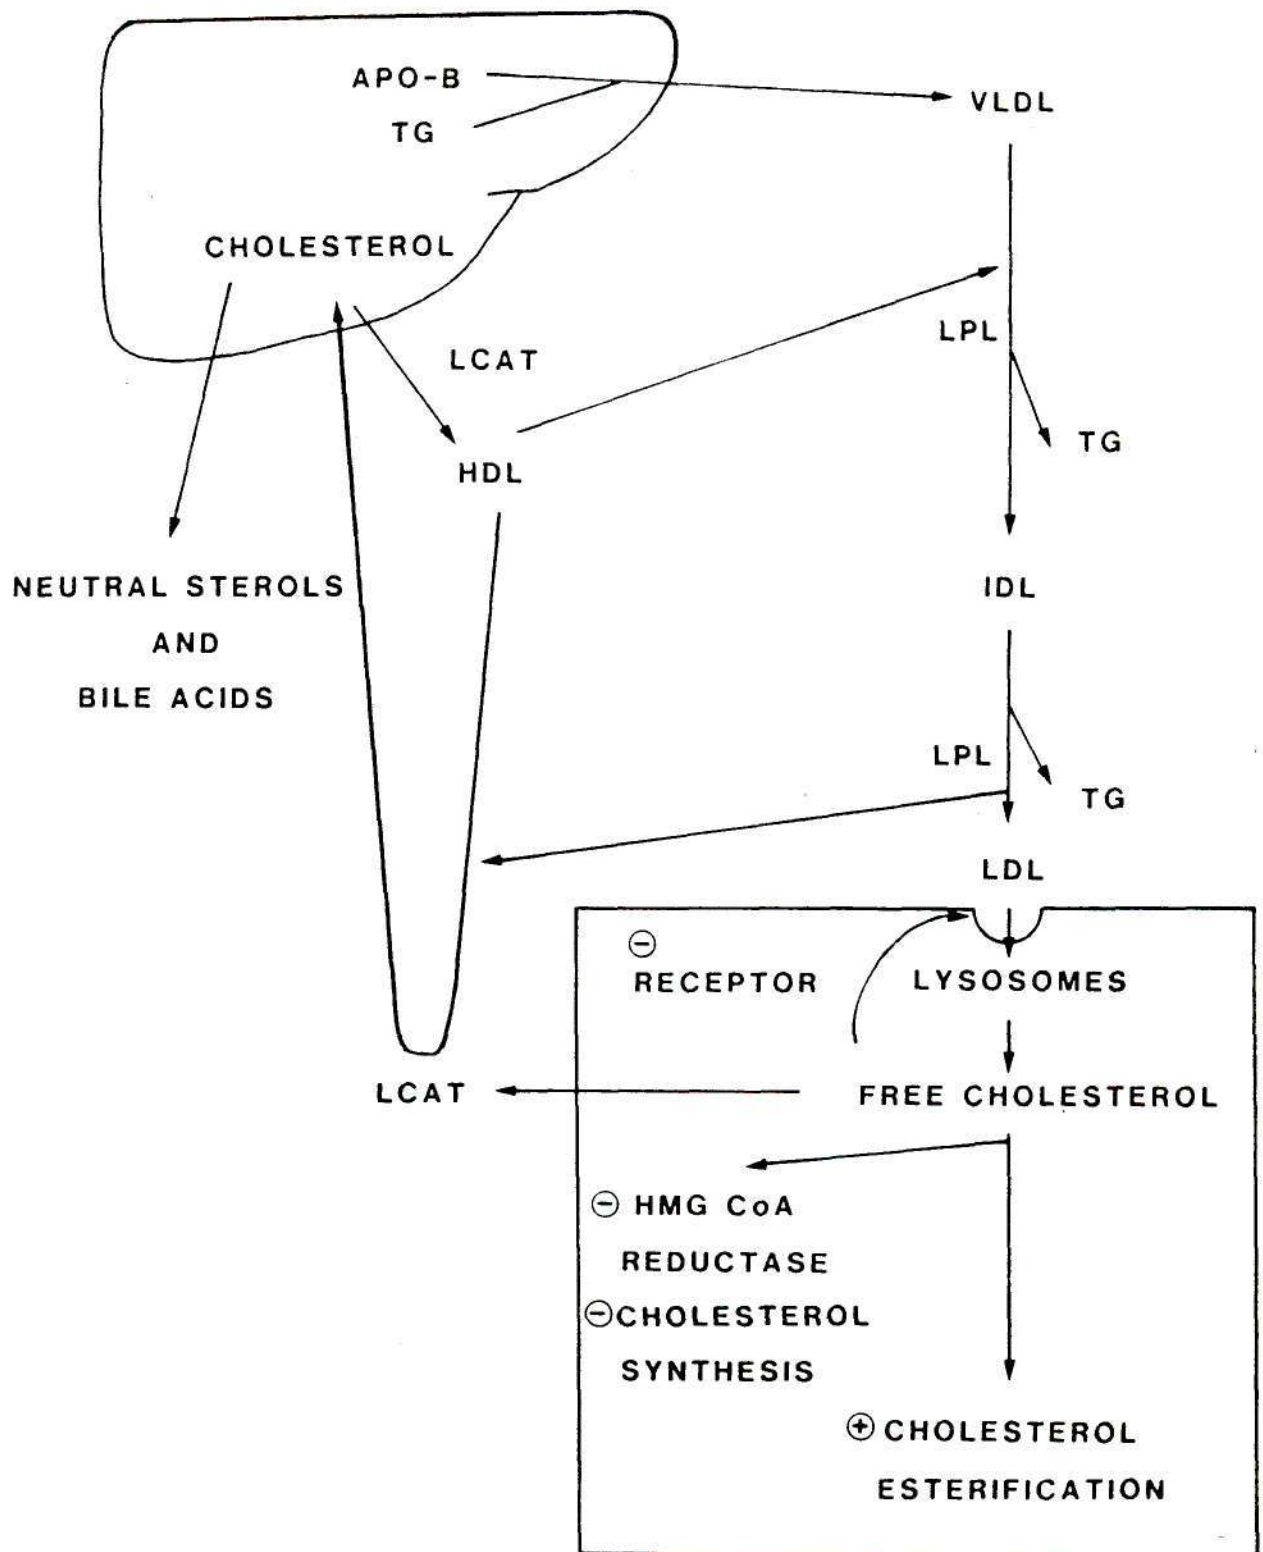 APO-B
VLDL
TG
CHOLESTEROL
LPL
LCAT
TG
HDL
NEUTRAL STEROLS
AND
BILE ACIDS
IDL
LPL
TG
LDL
⊖
RECEPTOR
LYSOSOMES
LCAT
FREE CHOLESTEROL
⊖ HMG CoA
REDUCTASE
⊖ CHOLESTEROL
SYNTHESIS
⊕ CHOLESTEROL
ESTERIFICATION